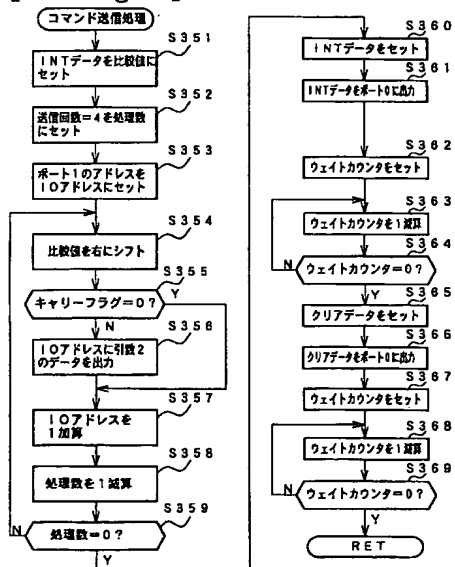 コマンド送信処理
S351
INTデータを比較値に
セット
S352
送信回数=4を処理数
にセット
S353
ポート1のアドレスを
IOアドレスにセット
S354
比較値を右にシフト
S355
キャリーフラグ=0?
Y
N
S356
IOアドレスに引数2
のデータを出力
S357
IOアドレスを
1加算
S358
処理数を1減算
S359
処理数=0?
N
Y
S360
INTデータをセット
S361
INTデータをポート0に出力
S362
ウェイトカウンタをセット
S363
ウェイトカウンタを1減算
S364
ウェイトカウンター=0?
N
Y
S365
クリアデータをセット
S366
クリアデータをポート0に出力
S367
ウェイトカウンタをセット
S368
ウェイトカウンタを1減算
S369
ウェイトカウンター=0?
N
Y
RET